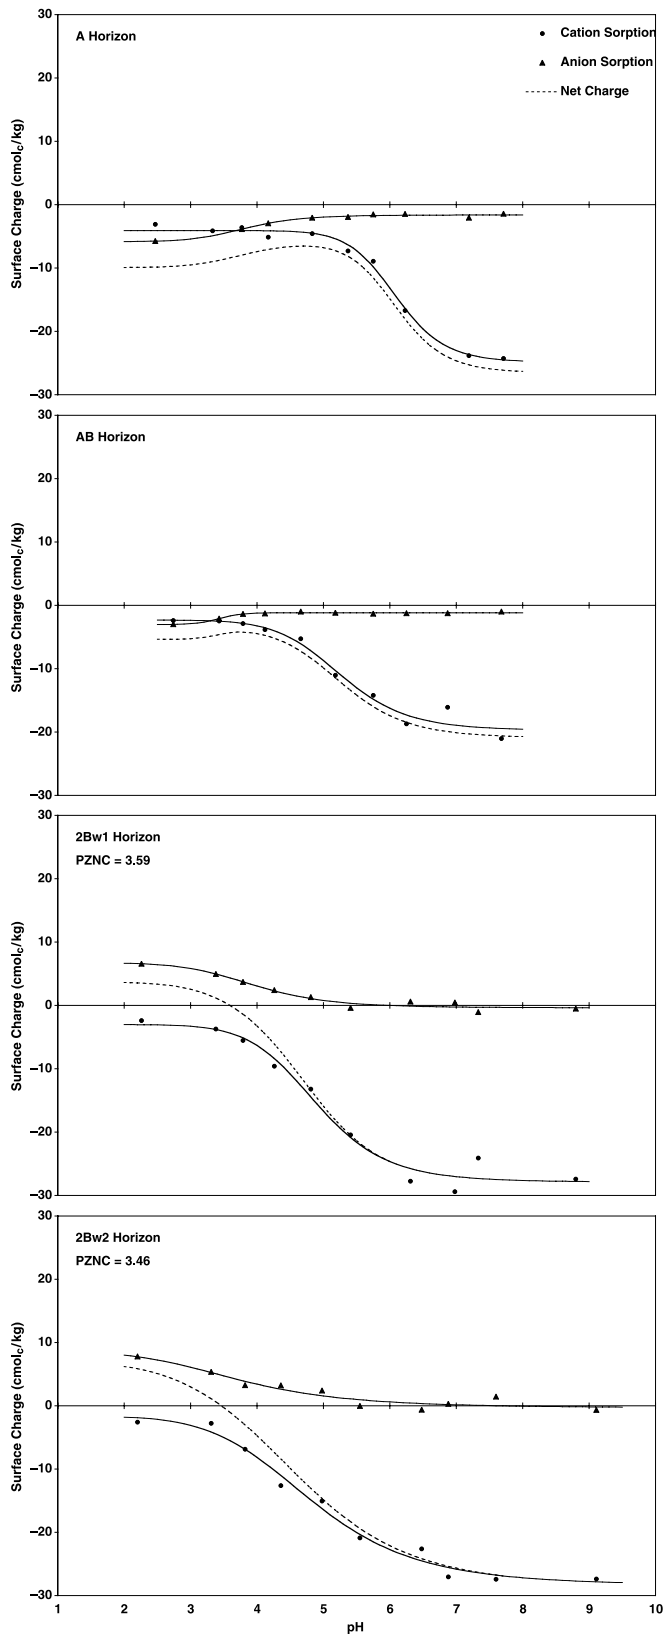 30
A Horizon
Cation Sorption
Anion Sorption
Net Charge
20
10
0
−10
−20
−30
Surface Charge (cmolc/kg)
30
AB Horizon
20
10
0
−10
−20
−30
Surface Charge (cmolc/kg)
30
2Bw1 Horizon
PZNC = 3.59
20
10
0
−10
−20
−30
Surface Charge (cmolc/kg)
30
2Bw2 Horizon
PZNC = 3.46
20
10
0
−10
−20
−30
Surface Charge (cmolc/kg)
1 2 3 4 5 6 7 8 9 10
pH